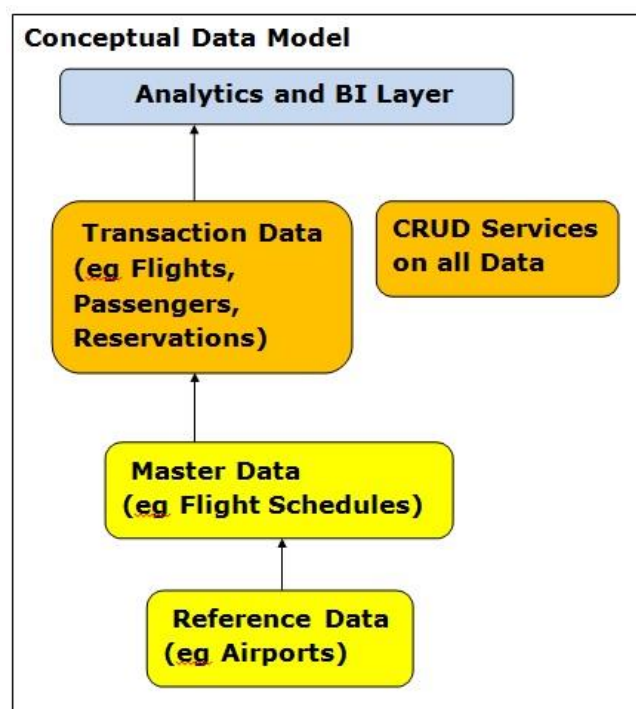 Conceptual Data Model
Analytics and BI Layer
Transaction Data
(eg Flights,
Passengers,
Reservations)
CRUD Services
on all Data
Master Data
(eg Flight Schedules)
Reference Data
(eg Airports)